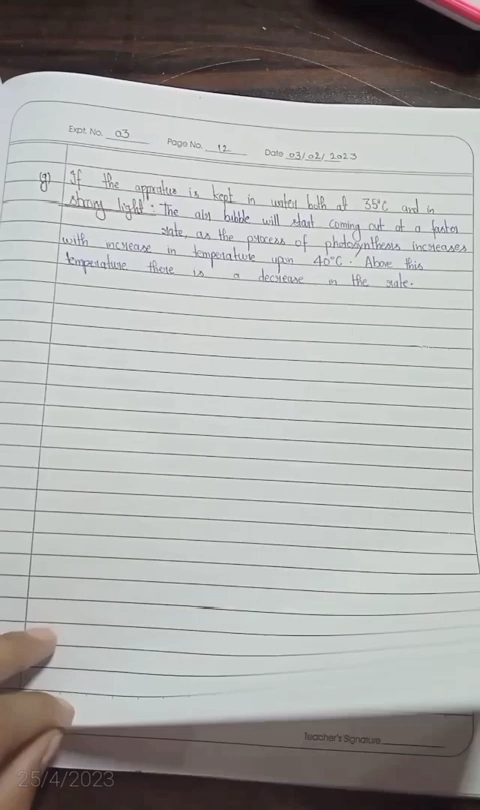 Expt. No. 03
Page No. 12
Date 03/02/2023
g) If the appratus is kept in water bath at 35°C and in
strong light : The abs bubble will start coming out at a faster
rate, as the process of photosynthesis increases
with increase in temperature upon 40°C. Above this
temperature there is a decrease in the rate.
Teacher's Signature
25/4/2023